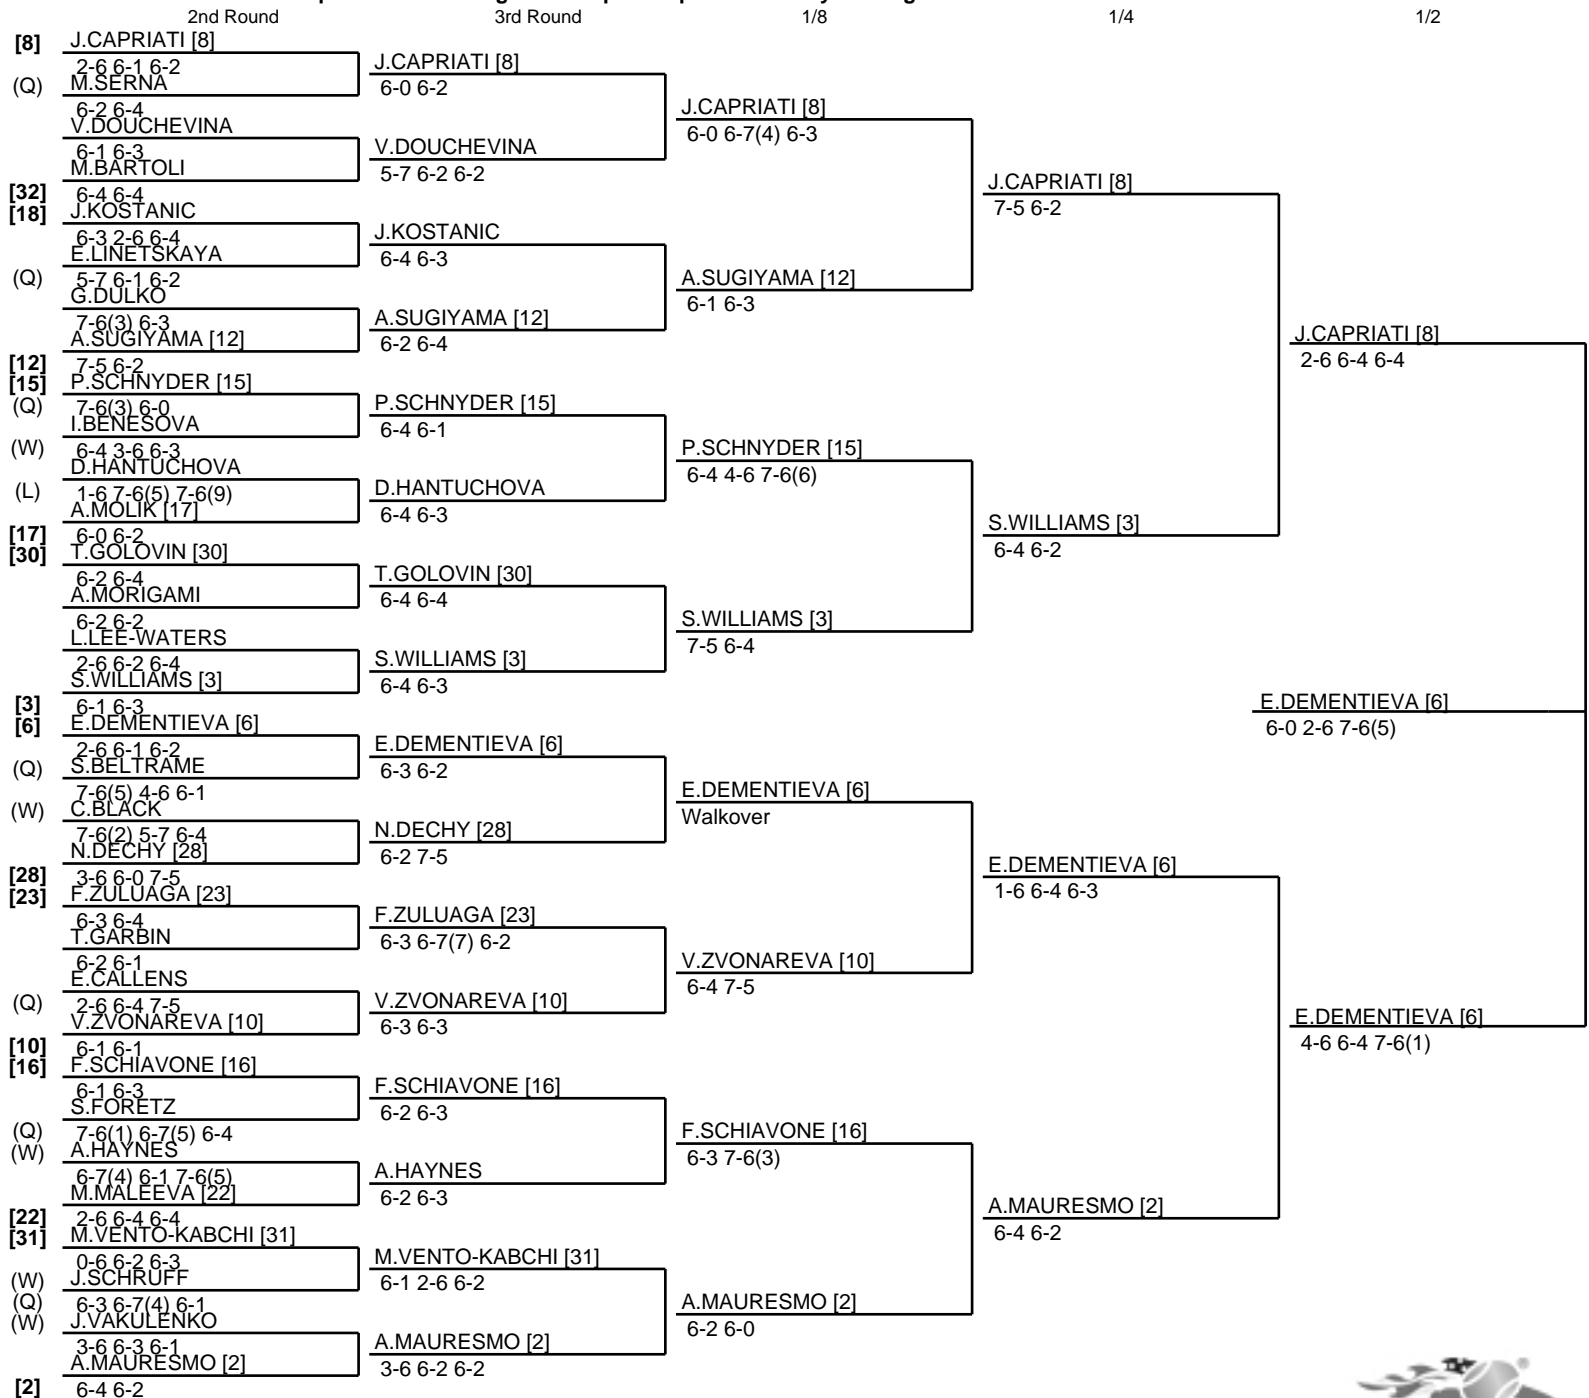 2nd Round 3rd Round 1/8 1/4 1/2
[8] J.CAPRIATI [8]
2-6 6-1 6-2 J.CAPRIATI [8]
(Q) M.SERNA 6-0 6-2
6-2 6-4 J.CAPRIATI [8]
V.DOUCHEVINA 6-0 6-7(4) 6-3
6-1 6-3 V.DOUCHEVINA
M.BARTOLI 5-7 6-2 6-2
[32] 6-4 6-4 J.CAPRIATI [8]
[18] J.KOSTANIC 7-5 6-2
6-3 2-6 6-4 J.KOSTANIC
E.LINETSKAYA 6-4 6-3
(Q) 5-7 6-1 6-2 A.SUGIYAMA [12]
G.DULKO 6-1 6-3
7-6(3) 6-3 A.SUGIYAMA [12]
A.SUGIYAMA [12] 6-2 6-4 J.CAPRIATI [8]
[12] 7-5 6-2 2-6 6-4 6-4
[15] P.SCHNYDER [15]
(Q) 7-6(3) 6-0 P.SCHNYDER [15]
I.BENESOVA 6-4 6-1
(W) 6-4 3-6 6-3 P.SCHNYDER [15]
D.HANTUCHOVA 6-4 4-6 7-6(6)
(L) 1-6 7-6(5) 7-6(9) D.HANTUCHOVA
A.MOLIK [17] 6-4 6-3
[17] 6-0 6-2 S.WILLIAMS [3]
[30] T.GOLOVIN [30] 6-4 6-2
6-2 6-4 T.GOLOVIN [30]
A.MORIGAMI 6-4 6-4
6-2 6-2 S.WILLIAMS [3]
L.LEE-WATERS 7-5 6-4
2-6 6-2 6-4 S.WILLIAMS [3]
S.WILLIAMS [3] 6-4 6-3
[3] 6-1 6-3 E.DEMENTIEVA [6]
[6] E.DEMENTIEVA [6] 6-0 2-6 7-6(5)
2-6 6-1 6-2 E.DEMENTIEVA [6]
(Q) S.BELTRAME 6-3 6-2
7-6(5) 4-6 6-1 E.DEMENTIEVA [6]
(W) C.BLACK Walkover
7-6(2) 5-7 6-4 N.DECHY [28]
N.DECHY [28] 6-2 7-5
[28] 3-6 6-0 7-5 E.DEMENTIEVA [6]
[23] F.ZULUAGA [23] 1-6 6-4 6-3
6-3 6-4 F.ZULUAGA [23]
T.GARBIN 6-3 6-7(7) 6-2
6-2 6-1 V.ZVONAREVA [10]
E.CALLENS 6-4 7-5
(Q) 2-6 6-4 7-5 V.ZVONAREVA [10]
V.ZVONAREVA [10] 6-3 6-3 E.DEMENTIEVA [6]
[10] 6-1 6-1 4-6 6-4 7-6(1)
[16] F.SCHIAVONE [16]
6-1 6-3 F.SCHIAVONE [16]
S.FORETZ 6-2 6-3
(Q) 7-6(1) 6-7(5) 6-4 F.SCHIAVONE [16]
(W) A.HAYNES 6-3 7-6(3)
6-7(4) 6-1 7-6(5) A.HAYNES
M.MALEEVA [22] 6-2 6-3
[22] 2-6 6-4 6-4 A.MAURESMO [2]
[31] M.VENTO-KABCHI [31] 6-4 6-2
0-6 6-2 6-3 M.VENTO-KABCHI [31]
(W) J.SCHRUFF 6-1 2-6 6-2
(Q) 6-3 6-7(4) 6-1 A.MAURESMO [2]
(W) J.VAKULENKO 6-2 6-0
3-6 6-3 6-1 A.MAURESMO [2]
A.MAURESMO [2] 3-6 6-2 6-2
[2] 6-4 6-2